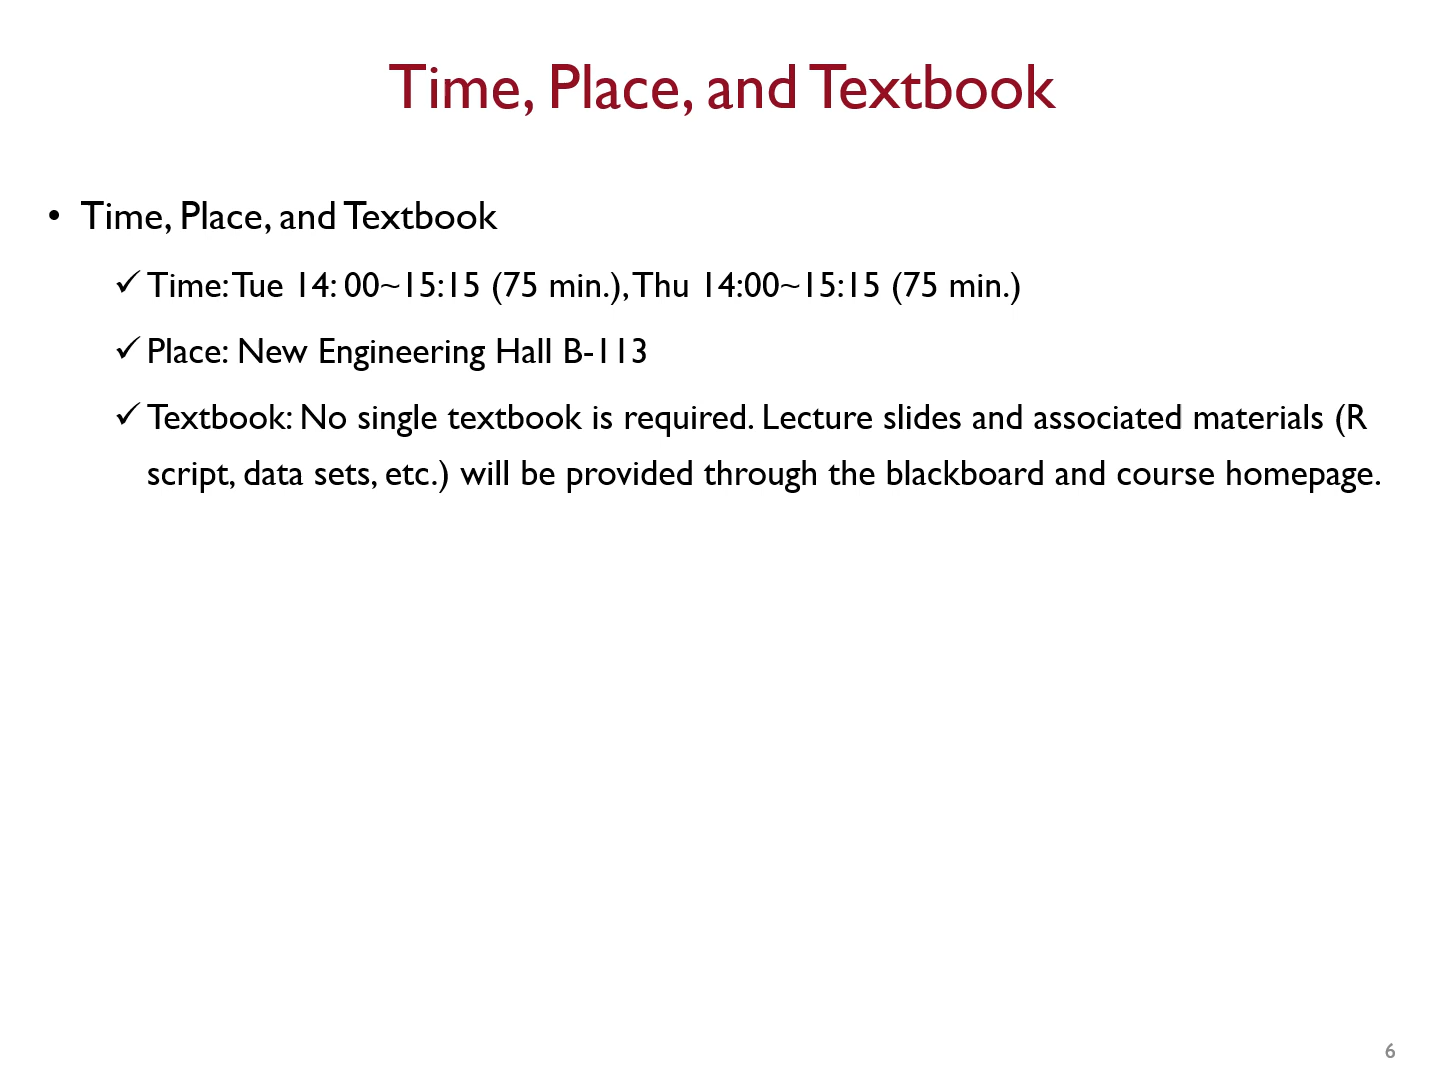 Time, Place, and Textbook
• Time, Place, and Textbook
✓ Time: Tue 14: 00~15:15 (75 min.), Thu 14:00~15:15 (75 min.)
✓ Place: New Engineering Hall B-113
✓ Textbook: No single textbook is required. Lecture slides and associated materials (R
script, data sets, etc.) will be provided through the blackboard and course homepage.
6